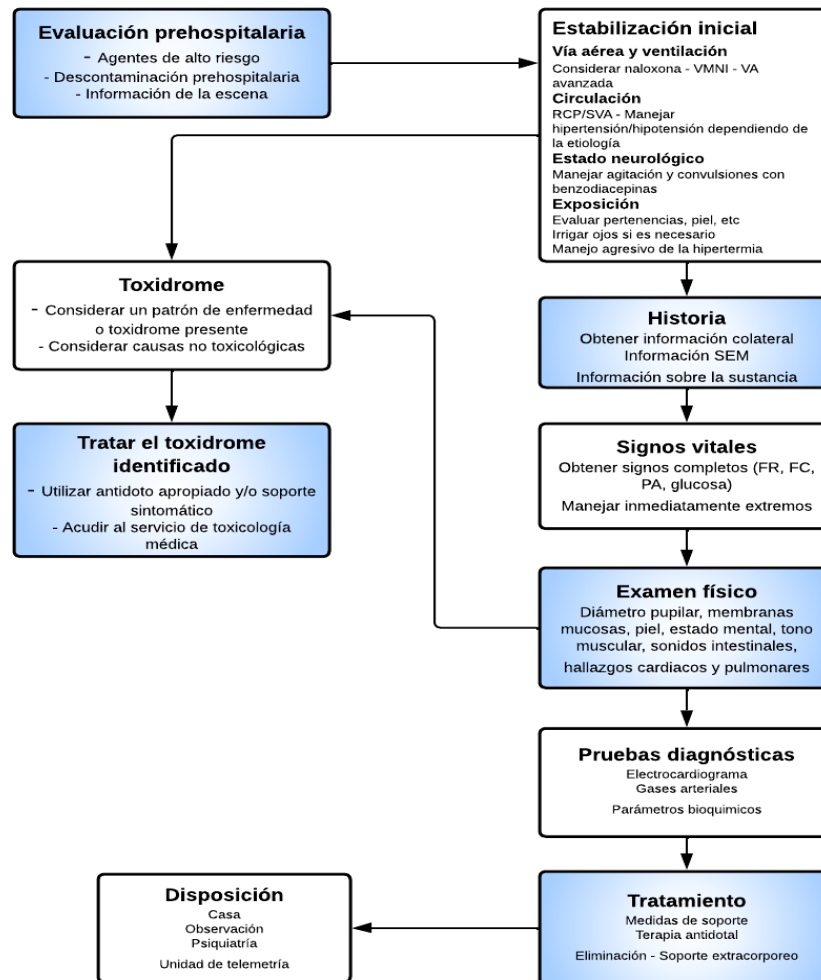 Evaluación prehospitalaria
- Agentes de alto riesgo
- Descontaminación prehospitalaria
- Información de la escena
Estabilización inicial
Vía aérea y ventilación
Considerar naloxona - VMNI - VA
avanzada
Circulación
RCP/SVA - Manejar
hipertensión/hipotensión dependiendo de
la etiología
Estado neurológico
Manejar agitación y convulsiones con
benzodiacepinas
Exposición
Evaluar pertenencias, piel, etc
Irrigar ojos si es necesario
Manejo agresivo de la hipertermia
Toxidrome
- Considerar un patrón de enfermedad
o toxidrome presente
- Considerar causas no toxicológicas
Historia
Obtener información colateral
Información SEM
Información sobre la sustancia
Tratar el toxidrome
identificado
- Utilizar antidoto apropiado y/o soporte
sintomático
- Acudir al servicio de toxicología
médica
Signos vitales
Obtener signos completos (FR, FC,
PA, glucosa)
Manejar inmediatamente extremos
Examen físico
Diámetro pupilar, membranas
mucosas, piel, estado mental, tono
muscular, sonidos intestinales,
hallazgos cardiacos y pulmonares
Pruebas diagnósticas
Electrocardiograma
Gases arteriales
Parámetros bioquimicos
Tratamiento
Medidas de soporte
Terapia antidotal
Eliminación - Soporte extracorporeo
Disposición
Casa
Observación
Psiquiatría
Unidad de telemetría